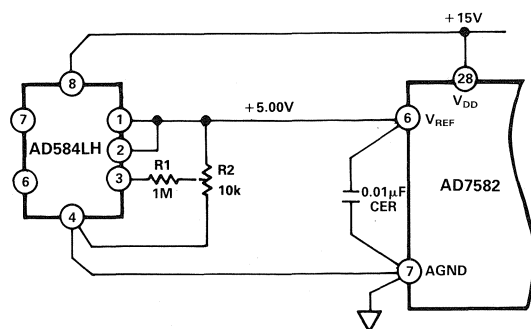 +15V
8
28
VDD
7
1
+5.00V
6
VREF
AD584LH
2
R1
R2
AD7582
6
3
1M
10k
0.01μF
CER
4
7
AGND